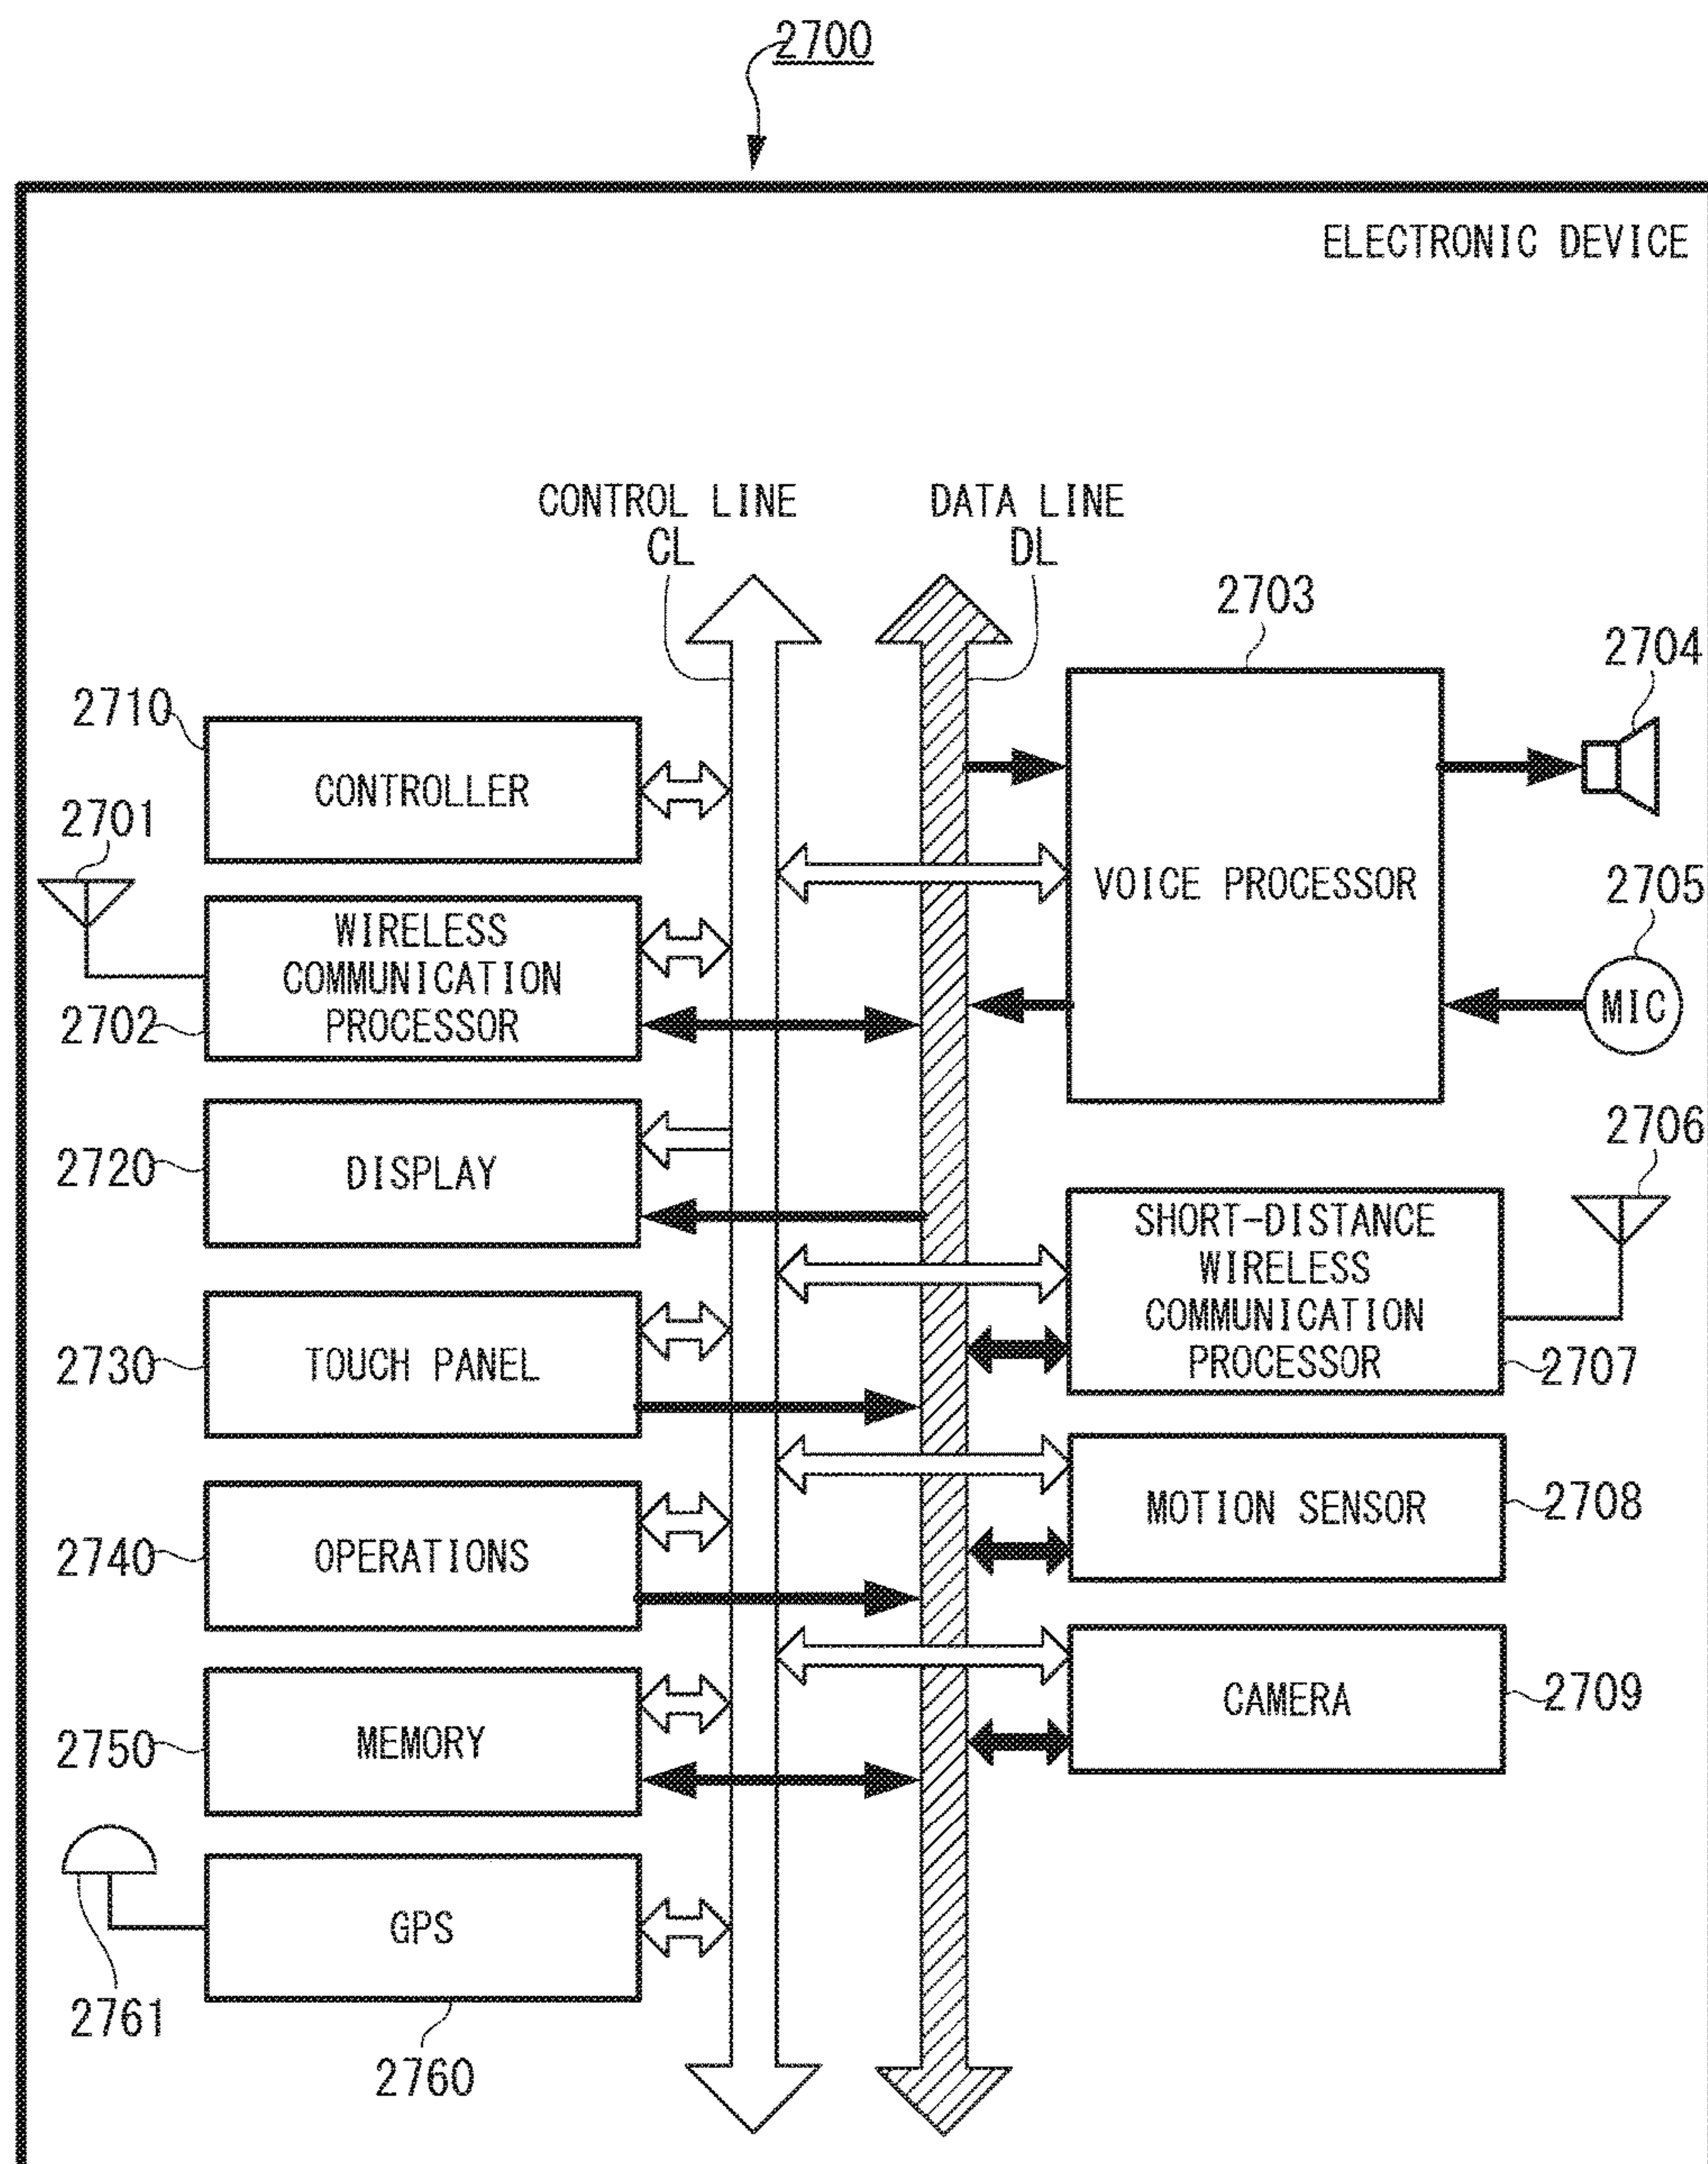 2700
ELECTRONIC DEVICE
CONTROL LINE
CL
DATA LINE
DL
2703
2704
2710
CONTROLLER
2701
VOICE PROCESSOR
2705
MIC
WIRELESS
COMMUNICATION
PROCESSOR
2702
2706
2720
DISPLAY
SHORT-DISTANCE
WIRELESS
COMMUNICATION
PROCESSOR
2707
2730
TOUCH PANEL
MOTION SENSOR
2708
2740
OPERATIONS
CAMERA
2709
2750
MEMORY
GPS
2761
2760